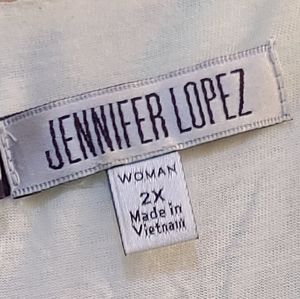 JENNIFER LOPEZ
WOMAN
2X
Made in
Vietnam